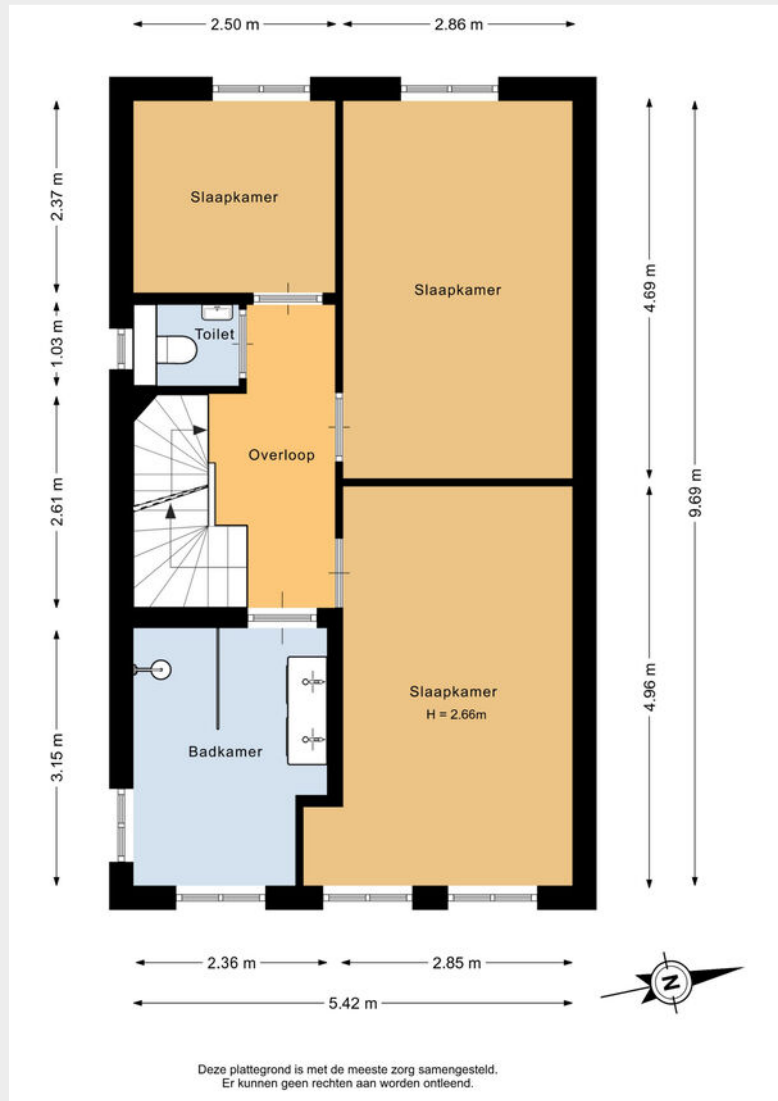 2.50 m
2.86 m
Slaapkamer
2.37 m
Slaapkamer
4.69 m
Toilet
1.03 m
Overloop
2.61 m
9.69 m
Slaapkamer
H = 2.66m
4.96 m
Badkamer
3.15 m
2.36 m
2.85 m
5.42 m
N
Deze plattegrond is met de meeste zorg samengesteld.
Er kunnen geen rechten aan worden ontleend.